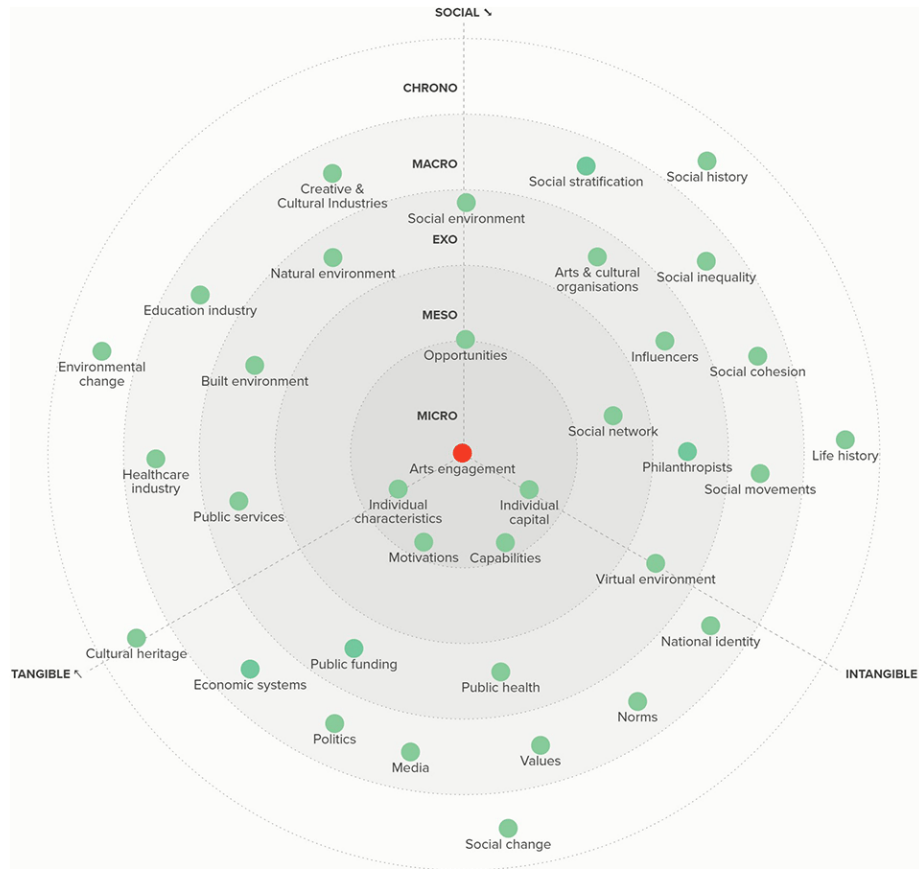 SOCIAL ↘
CHRONO
MACRO
Social history
Social stratification
Creative &
Cultural Industries
Social environment
EXO
Natural environment
Arts & cultural
organisations
Social inequality
Education industry
MESO
Opportunities
Influencers
Environmental
change
Built environment
Social cohesion
MICRO
Social network
Life history
Arts engagement
Philanthropists
Healthcare
industry
Social movements
Individual
characteristics
Individual
capital
Public services
Motivations
Capabilities
Virtual environment
National identity
Cultural heritage
Public funding
TANGIBLE ↖
INTANGIBLE
Economic systems
Public health
Norms
Politics
Media
Values
Social change